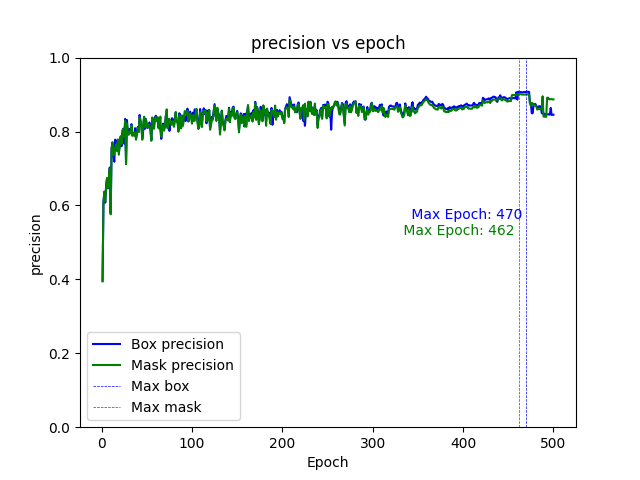 precision vs epoch
1.0
0.8
0.6
0.4
0.2
0.0
precision
Max Epoch: 470
Max Epoch: 462
Box precision
Mask precision
Max box
Max mask
0 100 200 300 400 500
Epoch